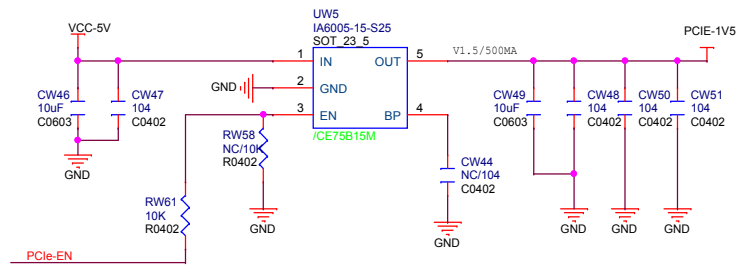 VCC-5V
UW5
IA6005-15-S25
SOT_23_5
PCIE-1V5
1
IN
OUT
5
V1.5/500MA
GND
2
GND
3
EN
BP
4
/CE75B15M
CW46
10uF
C0603
CW47
104
C0402
GND
RW58
NC/10K
R0402
GND
RW61
10K
R0402
PCIe-EN
CW44
NC/104
C0402
GND
CW49
10uF
C0603
CW48
104
C0402
CW50
104
C0402
CW51
104
C0402
GND
GND
GND